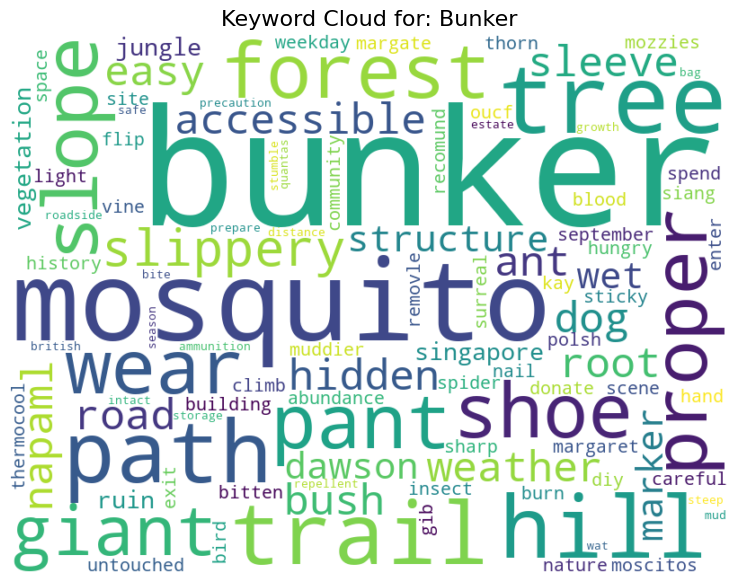 Keyword Cloud for: Bunker
jungle
weekday
margate
thorn
mozzies
space
slope
easy
forest
sleeve
tree
bag
vegetation
site
safe
precaution
accessible
oucf
estate
growth
flip
bunker
stumble
quantas
community
recomund
light
spend
blood
siang
roadside
vine
prepare
distance
slippery
structure
september
proper
enter
history
hungry
ant
bite
mosquito
removle
surreal
kay
wet
sticky
dog
season
british
ammunition
muddier
polsh
wear
hidden
singapore
root
nail
thermocool
napaml
climb
spider
donate
scene
hand
intact
building
abundance
road
storage
pant
shoe
path
sharp
margaret
marker
dawson
weather
careful
exit
bitten
repellent
insect
diy
steep
ruin
bush
gib
burn
mud
giant
bird
trail
hill
wat
untouched
nature
moscitos